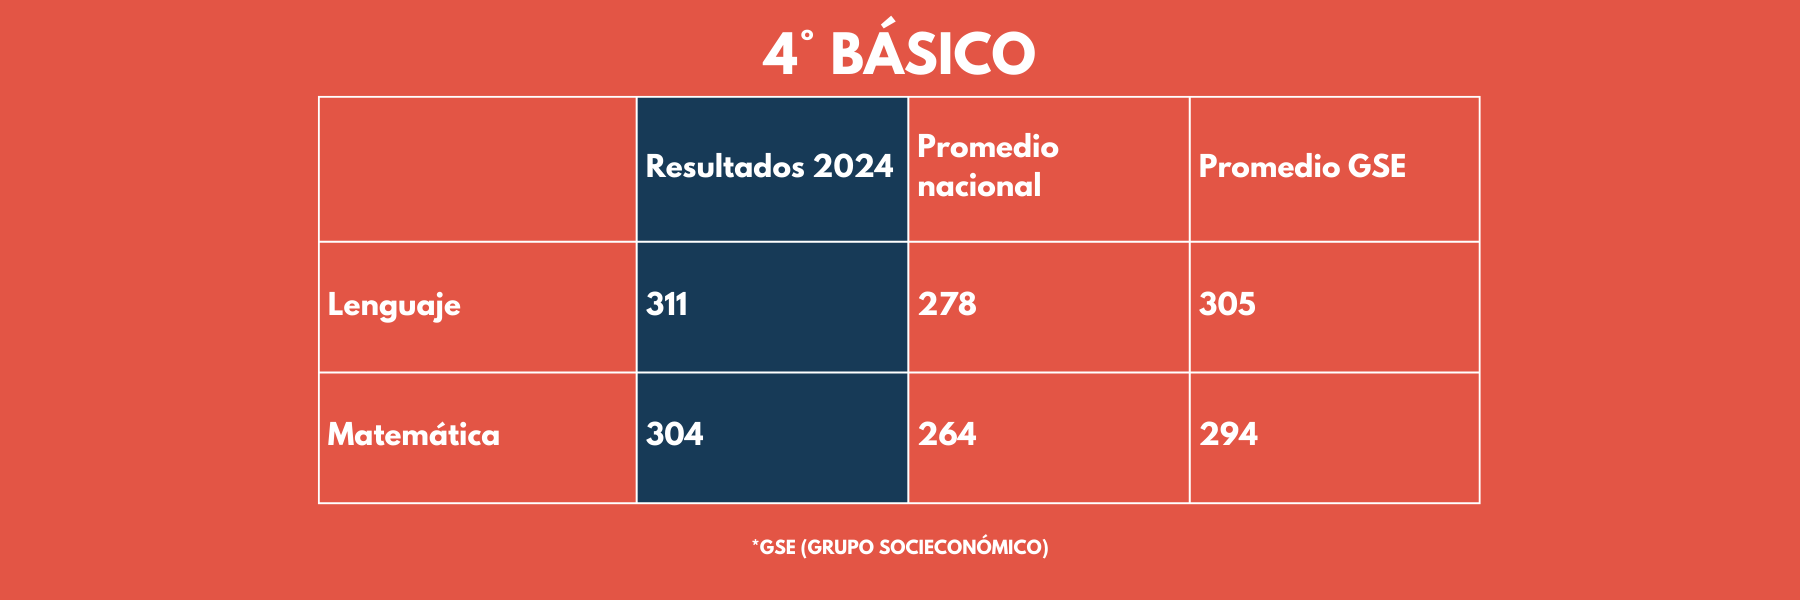 4° BÁSICO
Resultados 2024
Promedio
nacional
Promedio GSE
Lenguaje
311
278
305
Matemática
304
264
294
*GSE (GRUPO SOCIECONÓMICO)